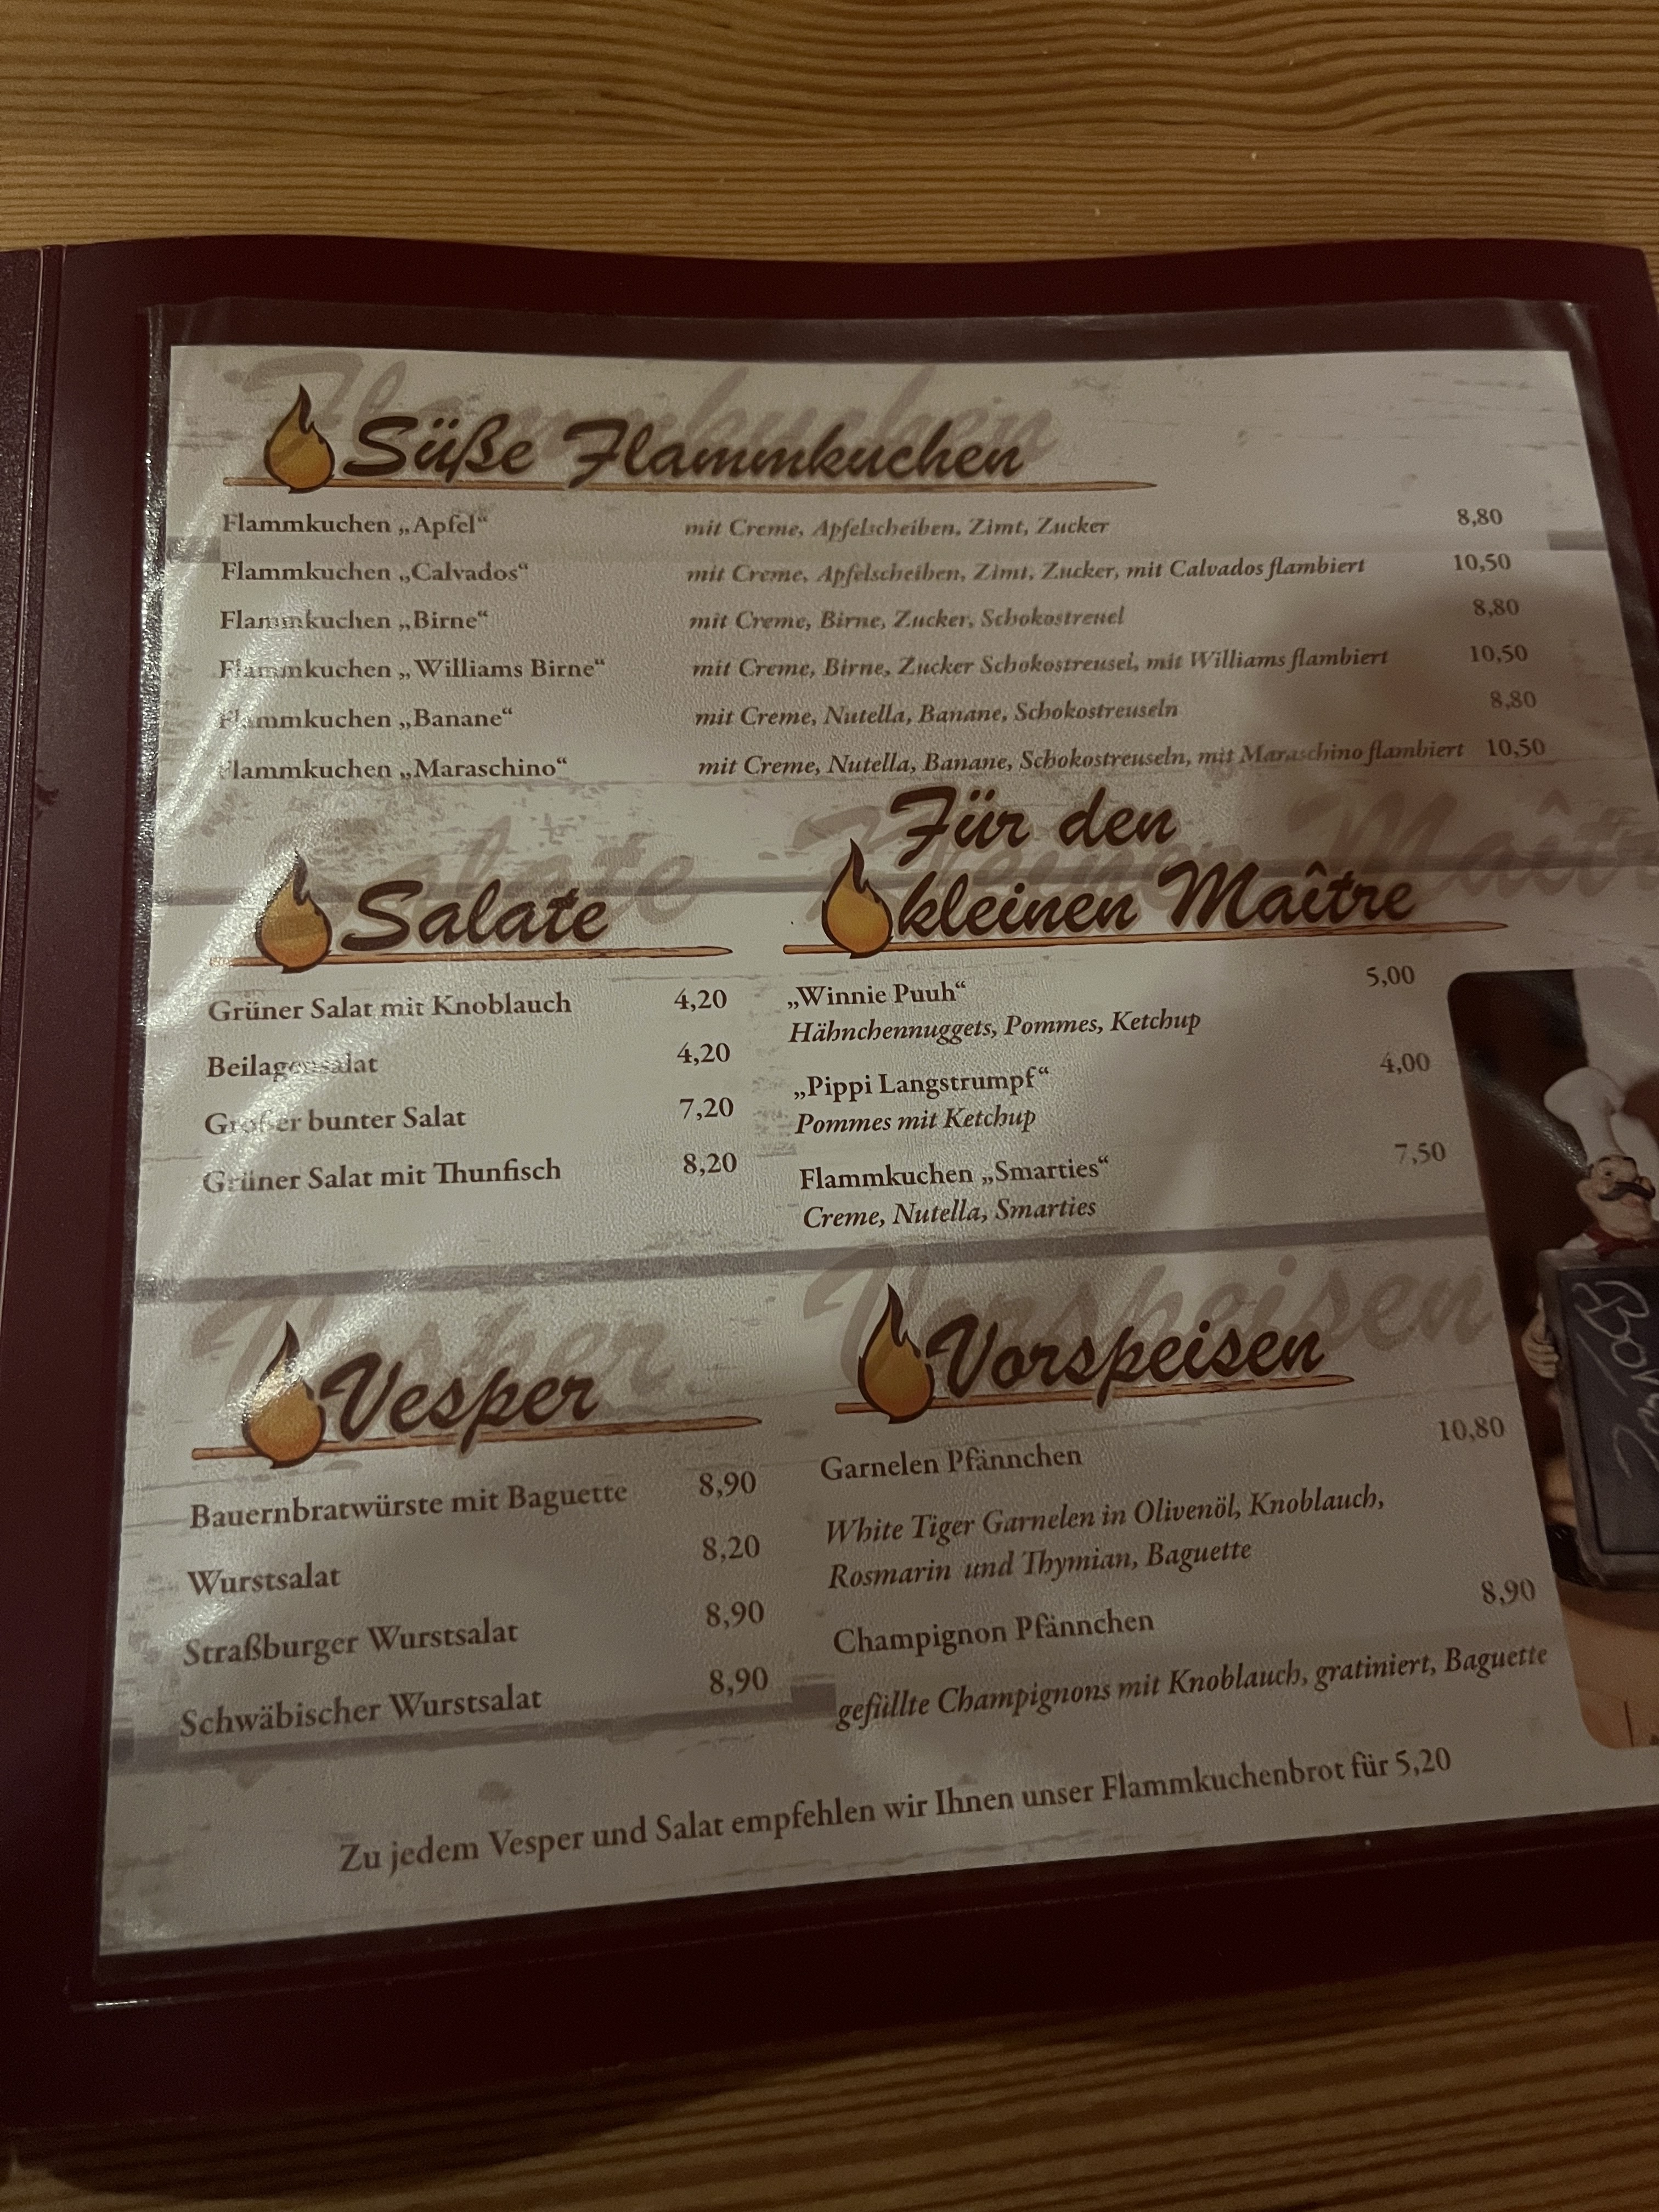 Süße Flammkuchen
Flammkuchen „Apfel“ mit Creme, Apfelscheiben, Zimt, Zucker 8,80
Flammkuchen „Calvados“ mit Creme, Apfelscheiben, Zimt, Zucker, mit Calvados flambiert 10,50
Flammkuchen „Birne“ mit Creme, Birne, Zucker, Schokostreuel 8,80
Flammkuchen „Williams Birne“ mit Creme, Birne, Zucker Schokostreusel, mit Williams flambiert 10,50
Flammkuchen „Banane“ mit Creme, Nutella, Banane, Schokostreuseln 8,80
Flammkuchen „Maraschino“ mit Creme, Nutella, Banane, Schokostreuseln, mit Maraschino flambiert 10,50
Salate
Grüner Salat mit Knoblauch 4,20
Beilagensalat 4,20
Großer bunter Salat 7,20
Grüner Salat mit Thunfisch 8,20
Für den
kleinen Maître
„Winnie Puuh“ 5,00
Hähnchennuggets, Pommes, Ketchup
„Pippi Langstrumpf“ 4,00
Pommes mit Ketchup
Flammkuchen „Smarties“ 7,50
Creme, Nutella, Smarties
Vesper
Bauernbratwürste mit Baguette 8,90
Wurstsalat 8,20
Straßburger Wurstsalat 8,90
Schwäbischer Wurstsalat 8,90
Vorspeisen
Garnelen Pfännchen 10,80
White Tiger Garnelen in Olivenöl, Knoblauch,
Rosmarin und Thymian, Baguette
Champignon Pfännchen 8,90
gefüllte Champignons mit Knoblauch, gratiniert, Baguette
Zu jedem Vesper und Salat empfehlen wir Ihnen unser Flammkuchenbrot für 5,20